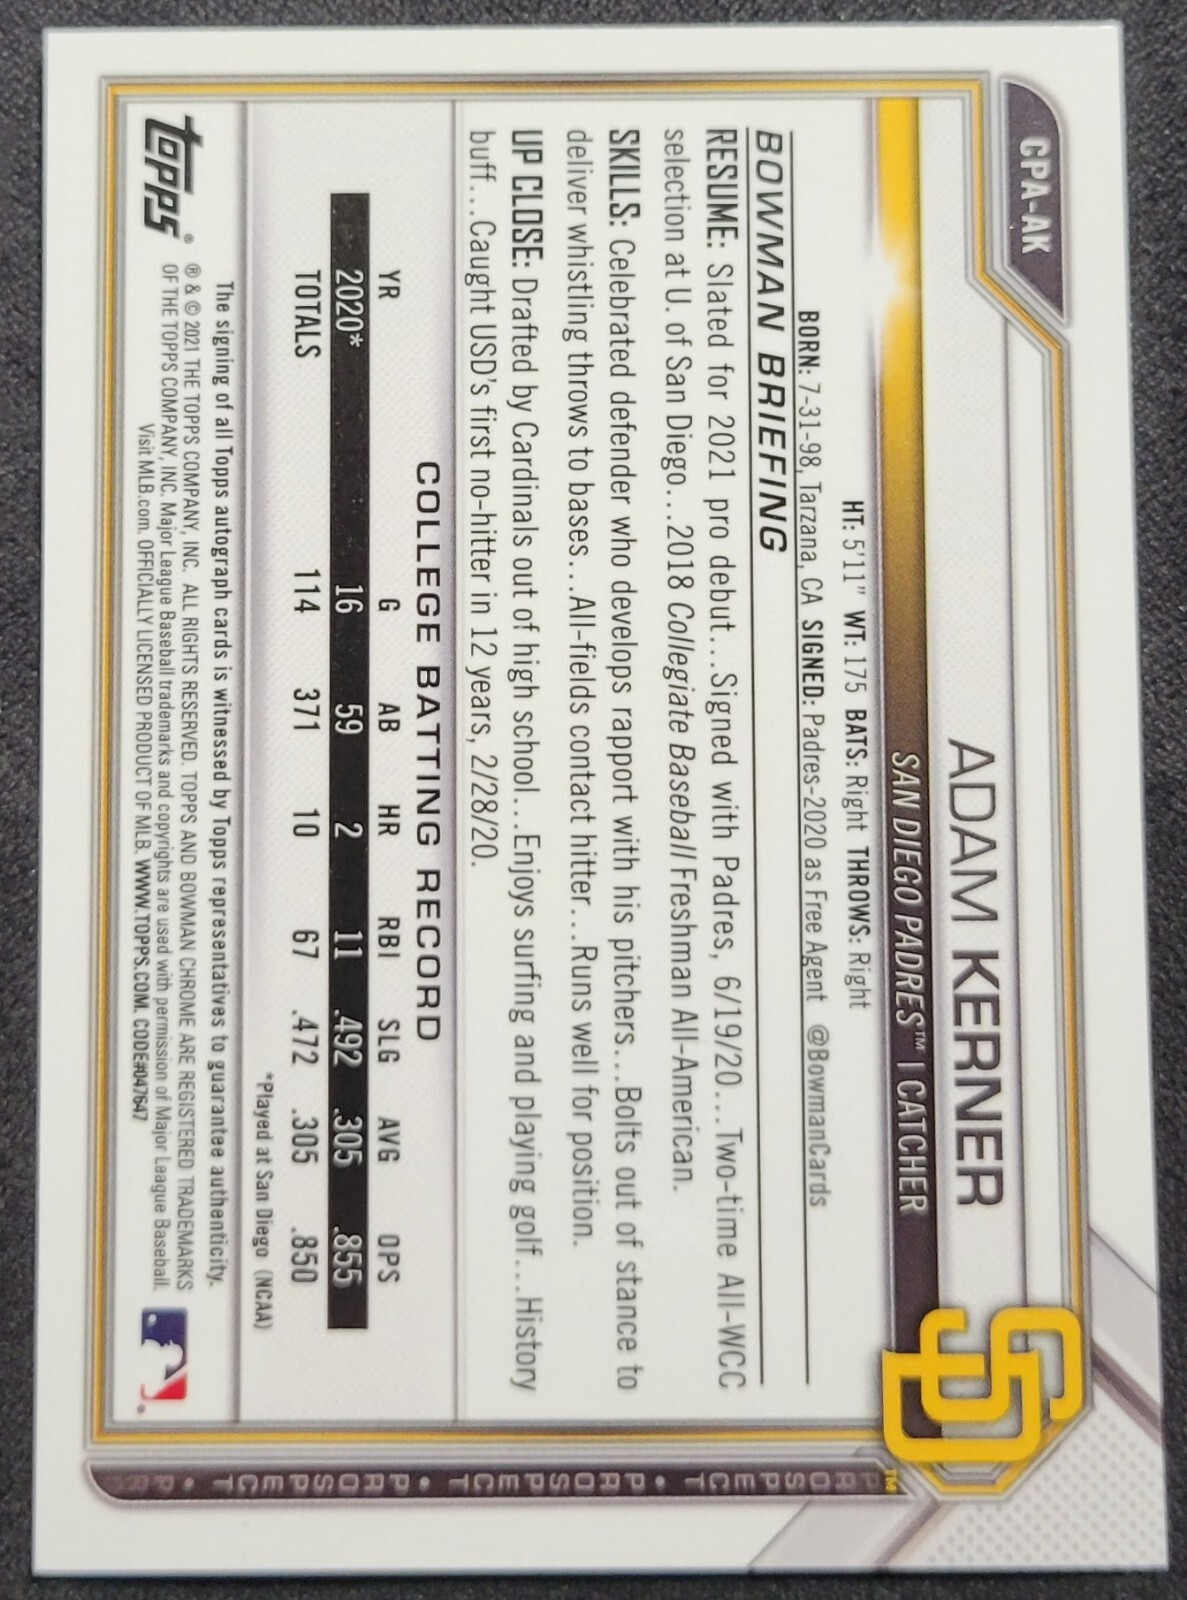 CPA-AK
ADAM KERNER
SAN DIEGO PADRES™ | CATCHER
SD
TM
HT: 5'11" WT: 175 BATS: Right THROWS: Right
BORN: 7-31-98, Tarzana, CA SIGNED: Padres-2020 as Free Agent @BowmanCards
BOWMAN BRIEFING
RESUME: Slated for 2021 pro debut...Signed with Padres, 6/19/20...Two-time All-WCC
selection at U. of San Diego...2018 Collegiate Baseball Freshman All-American.
SKILLS: Celebrated defender who develops rapport with his pitchers...Bolts out of stance to
deliver whistling throws to bases...All-fields contact hitter...Runs well for position.
UP CLOSE: Drafted by Cardinals out of high school...Enjoys surfing and playing golf...History
buff...Caught USD's first no-hitter in 12 years, 2/28/20.
COLLEGE BATTING RECORD
YR G AB HR RBI SLG AVG OPS
2020* 16 59 2 11 .492 .305 .855
TOTALS 114 371 10 67 .472 .305 .850
*Played at San Diego (NCAA)
The signing of all Topps autograph cards is witnessed by Topps representatives to guarantee authenticity.
® & © 2021 THE TOPPS COMPANY, INC. ALL RIGHTS RESERVED. TOPPS AND BOWMAN CHROME ARE REGISTERED TRADEMARKS
OF THE TOPPS COMPANY, INC. Major League Baseball trademarks and copyrights are used with permission of Major League Baseball.
Visit MLB.com. OFFICIALLY LICENSED PRODUCT OF MLB. WWW.TOPPS.COM. CODE#047647
Topps®
PROSPECT • PROSPECT • PROSPECT